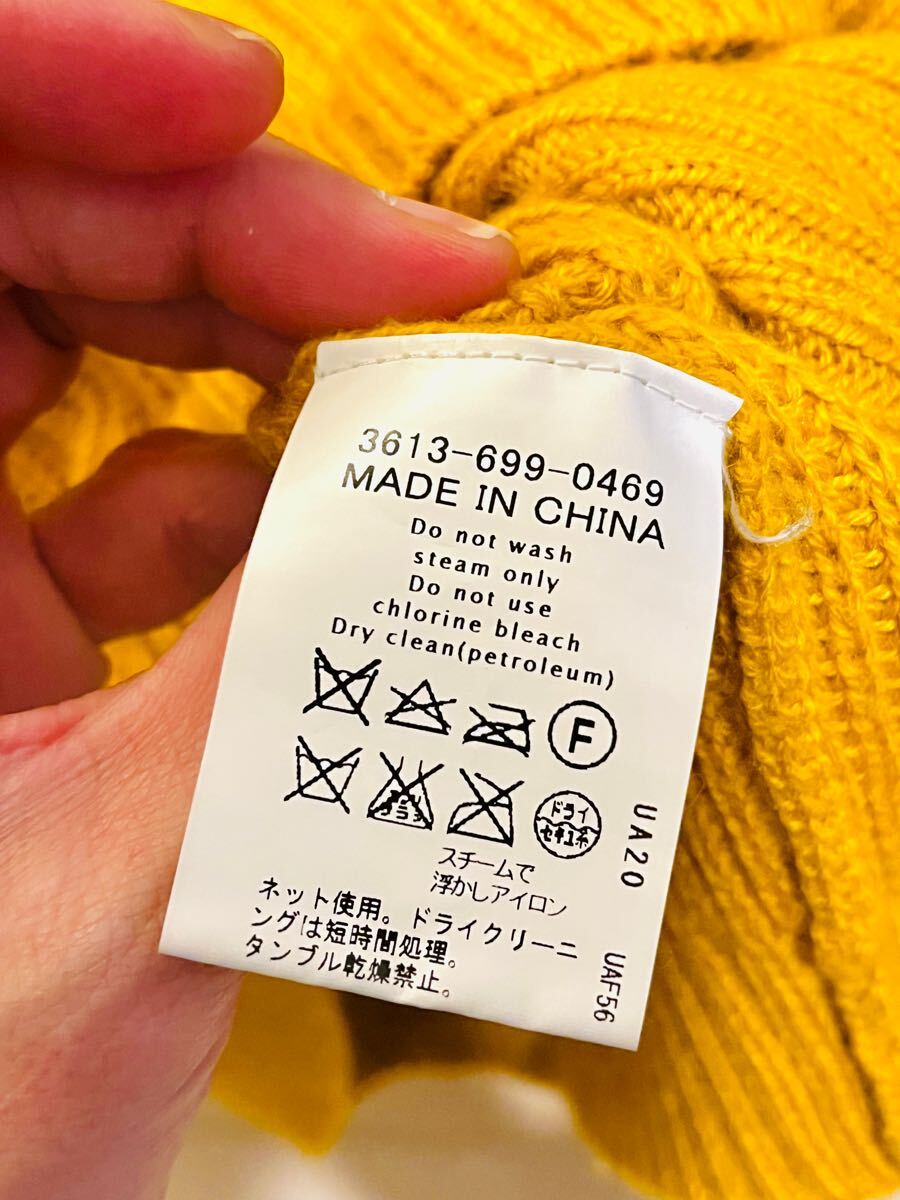 3613-699-0469
MADE IN CHINA
Do not wash
steam only
Do not use
chlorine bleach
Dry clean(petroleum)
F
ドライ
セキユ系
スチームで
浮かしアイロン
ネット使用。ドライクリーニ
ングは短時間処理。
タンブル乾燥禁止。
UA20
UAF56